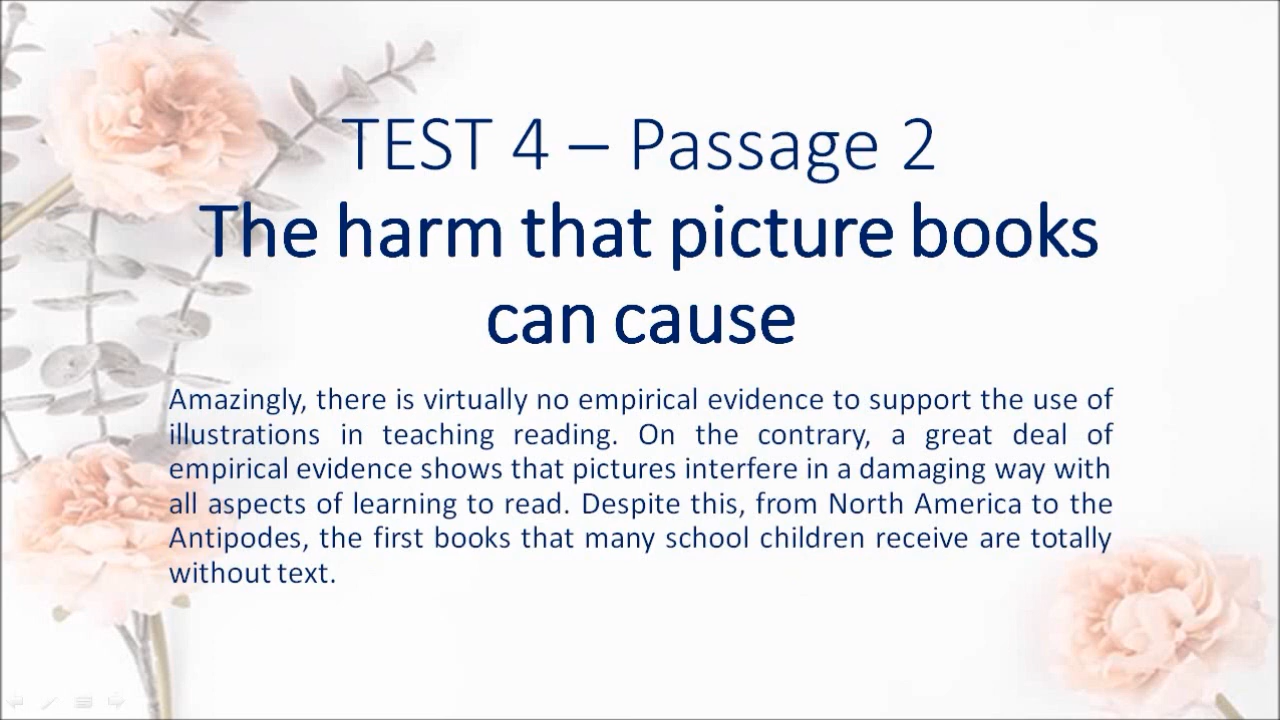 TEST 4 – Passage 2
The harm that picture books
can cause
Amazingly, there is virtually no empirical evidence to support the use of
illustrations in teaching reading. On the contrary, a great deal of
empirical evidence shows that pictures interfere in a damaging way with
all aspects of learning to read. Despite this, from North America to the
Antipodes, the first books that many school children receive are totally
without text.